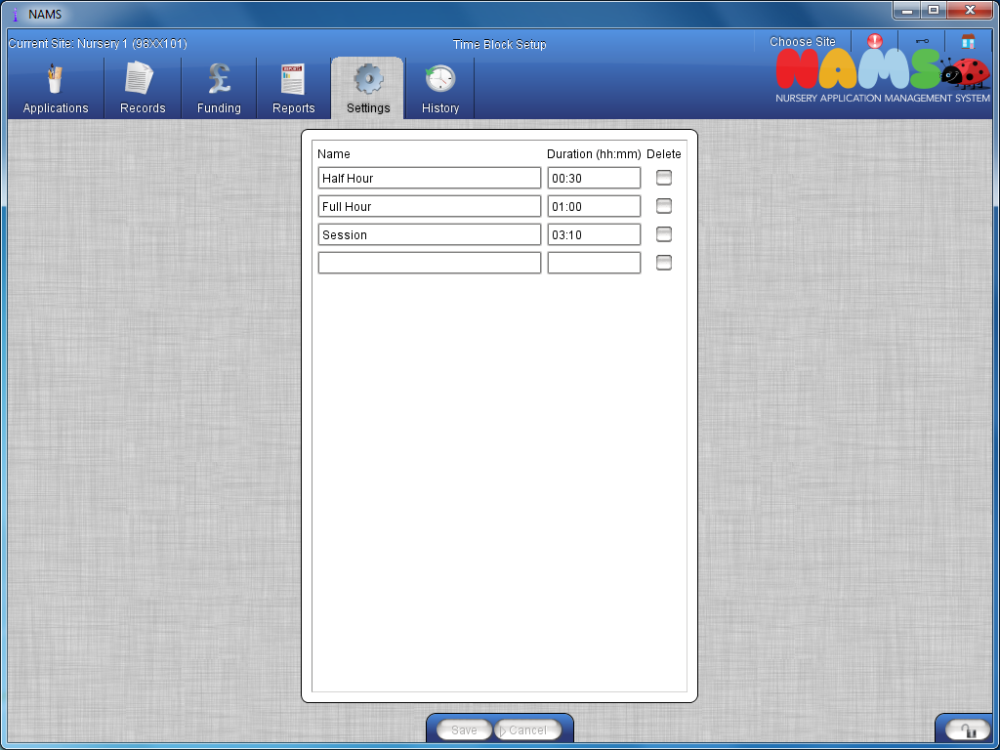 NAMS
Current Site: Nursery 1 (98XX101)
Time Block Setup
Choose Site
Applications
Records
Funding
REPORTS
Reports
Settings
History
NAMS
NURSERY APPLICATION MANAGEMENT SYSTEM
Name Duration (hh:mm) Delete
Half Hour 00:30
Full Hour 01:00
Session 03:10
Save Cancel